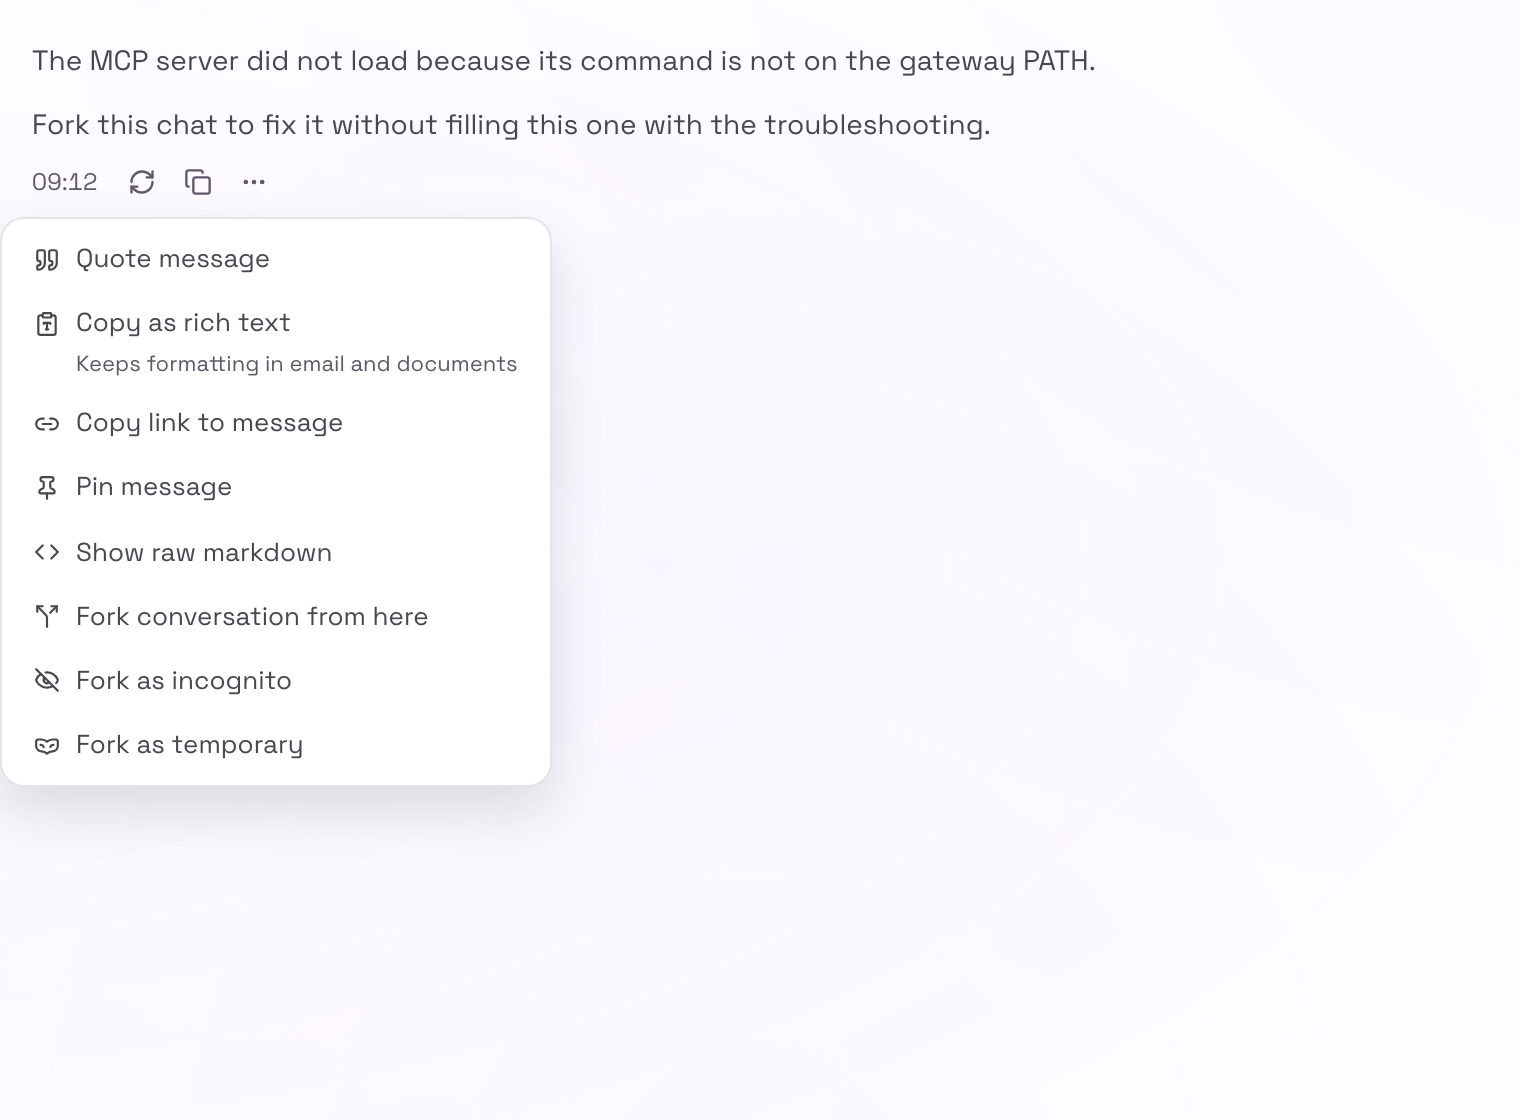 The MCP server did not load because its command is not on the gateway PATH.
Fork this chat to fix it without filling this one with the troubleshooting.
09:12
Quote message
Copy as rich text
Keeps formatting in email and documents
Copy link to message
Pin message
Show raw markdown
Fork conversation from here
Fork as incognito
Fork as temporary